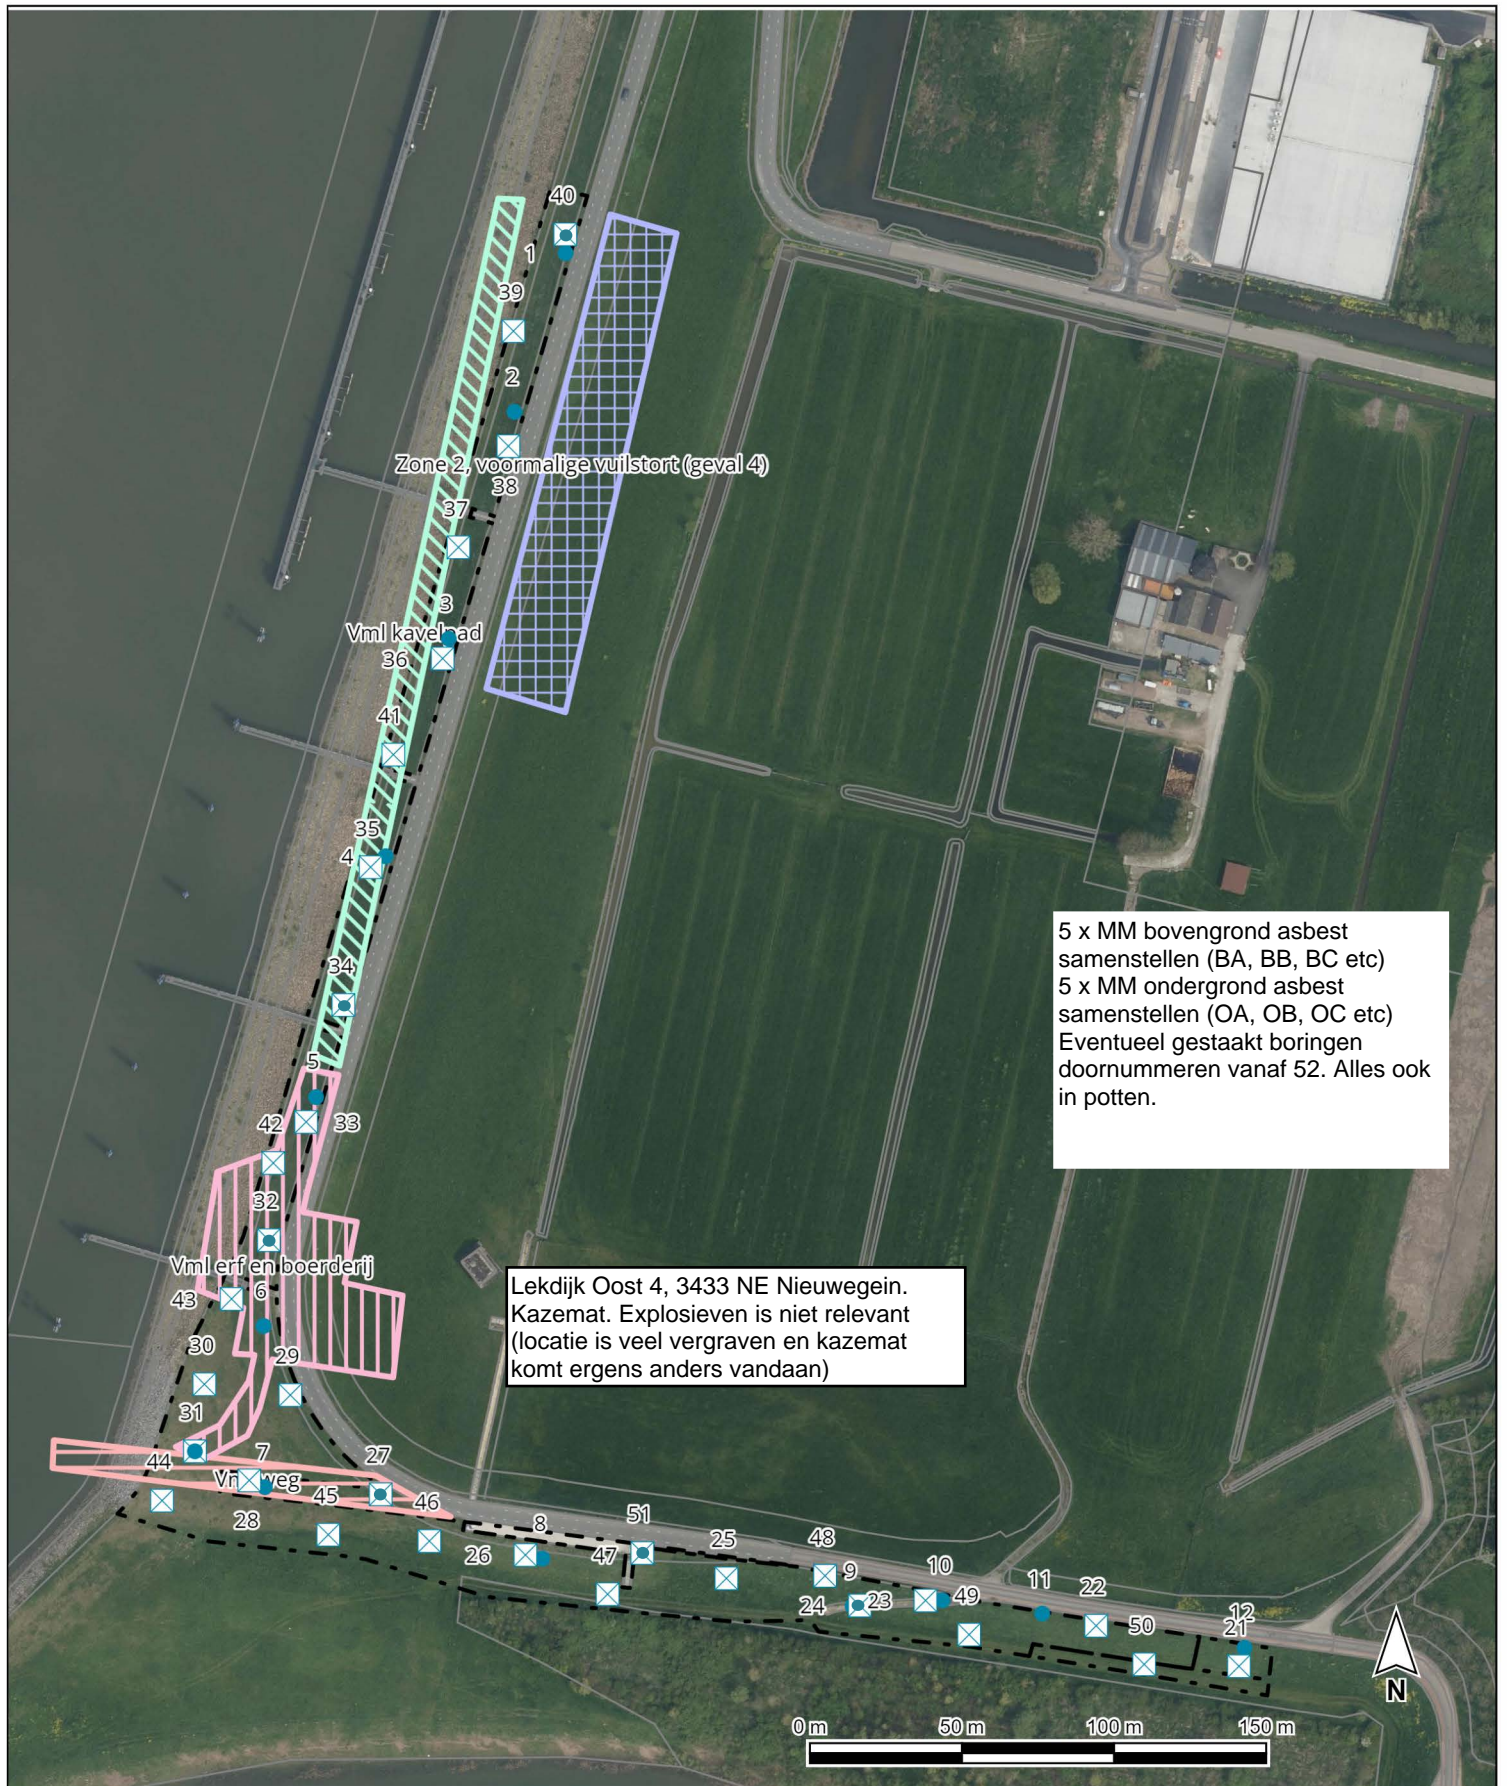 40
1
39
2
Zone 2, voormalige vuilstort (geval 4)
38
37
3
Vml kavelpad
36
41
35
4
5 x MM bovengrond asbest
samenstellen (BA, BB, BC etc)
5 x MM ondergrond asbest
samenstellen (OA, OB, OC etc)
Eventueel gestaakt boringen
doornummeren vanaf 52. Alles ook
in potten.
34
5
42
33
32
Vml erf en boerderij
6
43
Lekdijk Oost 4, 3433 NE Nieuwegein.
Kazemat. Explosieven is niet relevant
(locatie is veel vergraven en kazemat
komt ergens anders vandaan)
30
29
31
7
27
44
Vml weg
45
46
28
26
8
47
51
25
48
9
24
23
10
49
11
22
50
12
21
N
0 m
50 m
100 m
150 m